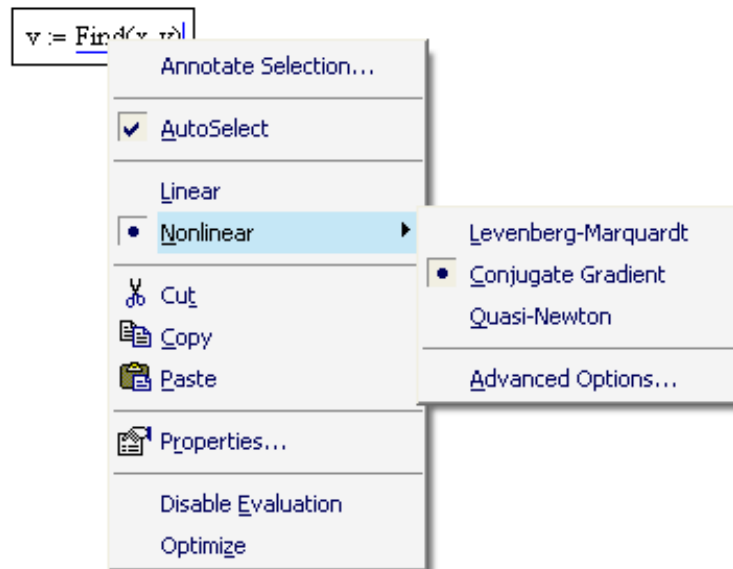 v := Find(x, y)
Annotate Selection...
AutoSelect
Linear
Nonlinear
Levenberg-Marquardt
Conjugate Gradient
Quasi-Newton
Advanced Options...
Cut
Copy
Paste
Properties...
Disable Evaluation
Optimize